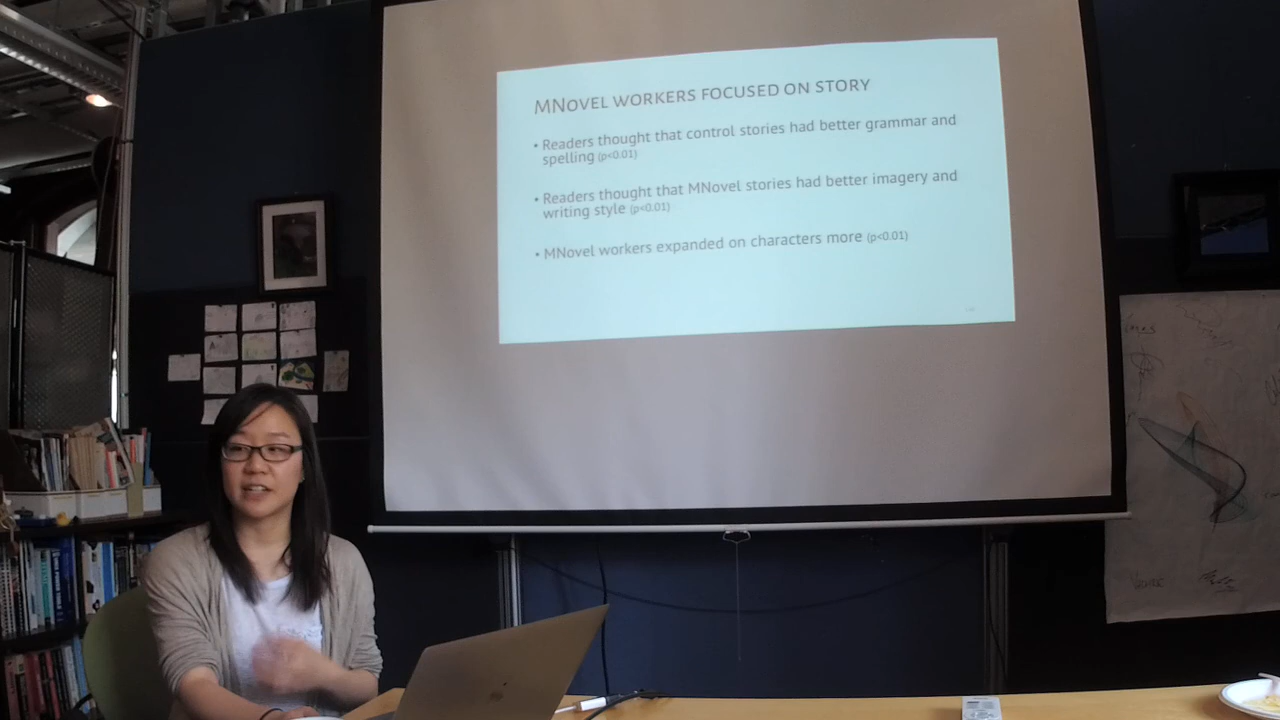 MNOVEL WORKERS FOCUSED ON STORY
• Readers thought that control stories had better grammar and
spelling (p<0.01)
• Readers thought that MNovel stories had better imagery and
writing style (p<0.01)
• MNovel workers expanded on characters more (p<0.01)